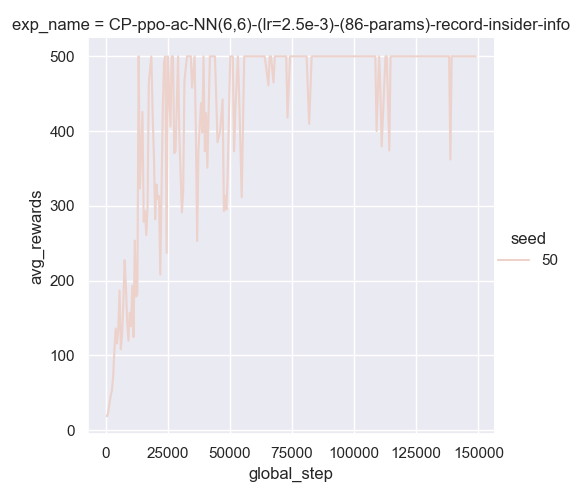 exp_name = CP-ppo-ac-NN(6,6)-(lr=2.5e-3)-(86-params)-record-insider-info
500
400
300
200
100
0
avg_rewards
0 25000 50000 75000 100000 125000 150000
global_step
seed
50